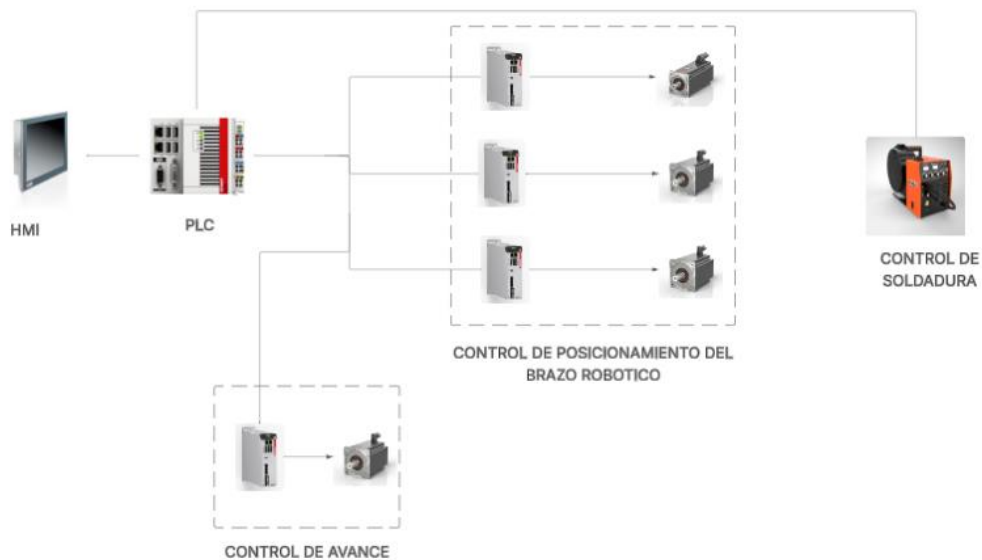 HMI
PLC
CONTROL DE
SOLDADURA
CONTROL DE POSICIONAMIENTO DEL
BRAZO ROBOTICO
CONTROL DE AVANCE